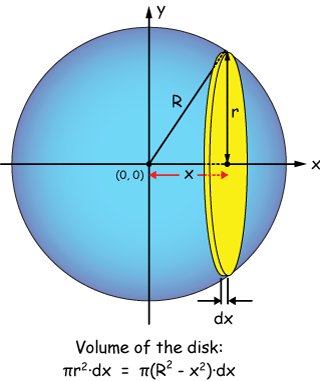 y
R
r
(0, 0)
x
x
dx
Volume of the disk:
πr²·dx = π(R² - x²)·dx